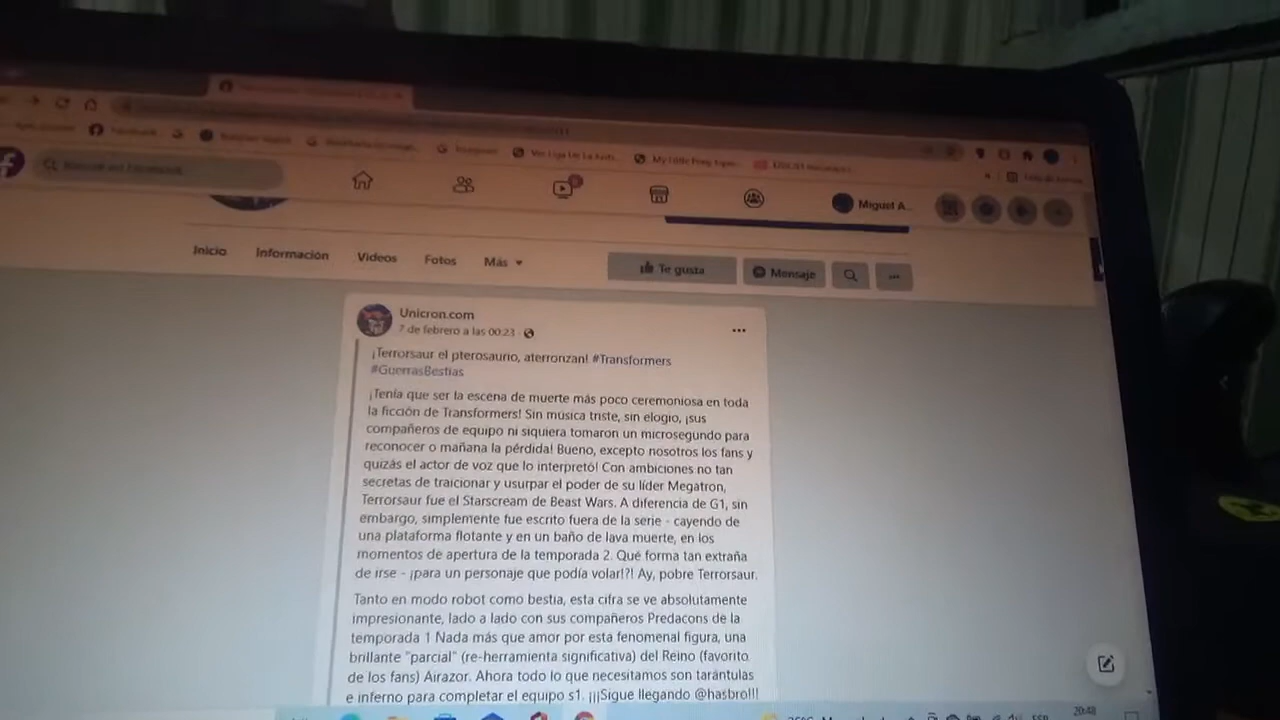 Facebook
Miguel A...
Inicio Información Videos Fotos Más
Te gusta Mensaje
Unicron.com
7 de febrero a las 00:23
¡Terrorsaur el pterosaurio, aterronzan! #Transformers
#GuerrasBestias
¡Tenía que ser la escena de muerte más poco ceremoniosa en toda
la ficción de Transformers! Sin música triste, sin elogio, ¡sus
compañeros de equipo ni siquiera tomaron un microsegundo para
reconocer o mañana la pérdida! Bueno, excepto nosotros los fans y
quizás el actor de voz que lo interpretó! Con ambiciones no tan
secretas de traicionar y usurpar el poder de su líder Megatron,
Terrorsaur fue el Starscream de Beast Wars. A diferencia de G1, sin
embargo, simplemente fue escrito fuera de la serie - cayendo de
una plataforma flotante y en un baño de lava muerte, en los
momentos de apertura de la temporada 2. Qué forma tan extraña
de irse - ¡para un personaje que podía volar!?! Ay, pobre Terrorsaur.
Tanto en modo robot como bestia, esta cifra se ve absolutamente
impresionante, lado a lado con sus compañeros Predacons de la
temporada 1 Nada más que amor por esta fenomenal figura, una
brillante "parcial" (re-herramienta significativa) del Reino (favorito
de los fans) Airazor. Ahora todo lo que necesitamos son tarántulas
e inferno para completar el equipo s1. ¡¡¡Sigue llegando @hasbro!!!
20:48